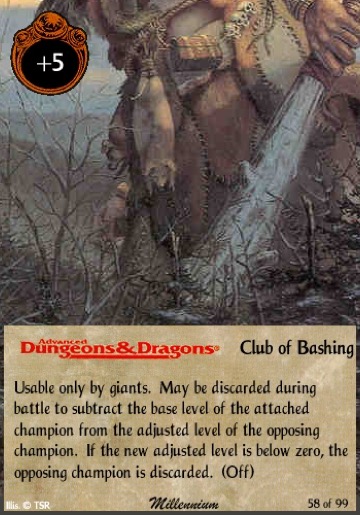 +5
Advanced
Dungeons&Dragons®
Club of Bashing
Usable only by giants. May be discarded during
battle to subtract the base level of the attached
champion from the adjusted level of the opposing
champion. If the new adjusted level is below zero, the
opposing champion is discarded. (Off)
Illus. © TSR
Millennium
58 of 99